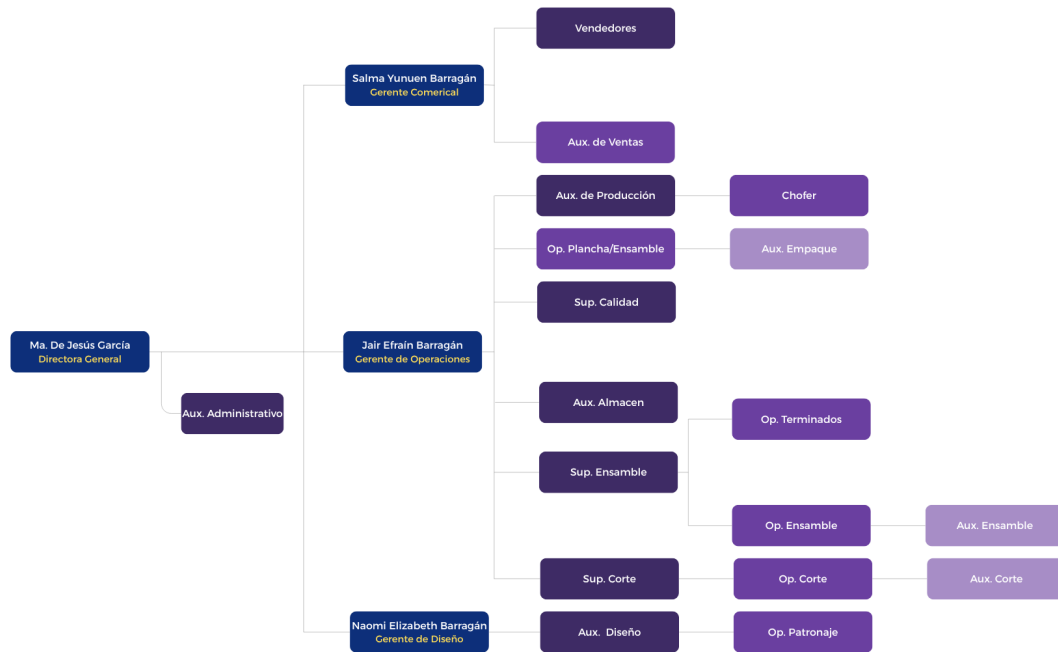 Vendedores
Salma Yunuen Barragán
Gerente Comerical
Aux. de Ventas
Aux. de Producción
Chofer
Op. Plancha/Ensamble
Aux. Empaque
Sup. Calidad
Ma. De Jesús García
Directora General
Jair Efraín Barragán
Gerente de Operaciones
Aux. Administrativo
Aux. Almacen
Op. Terminados
Sup. Ensamble
Op. Ensamble
Aux. Ensamble
Sup. Corte
Op. Corte
Aux. Corte
Naomi Elizabeth Barragán
Gerente de Diseño
Aux. Diseño
Op. Patronaje